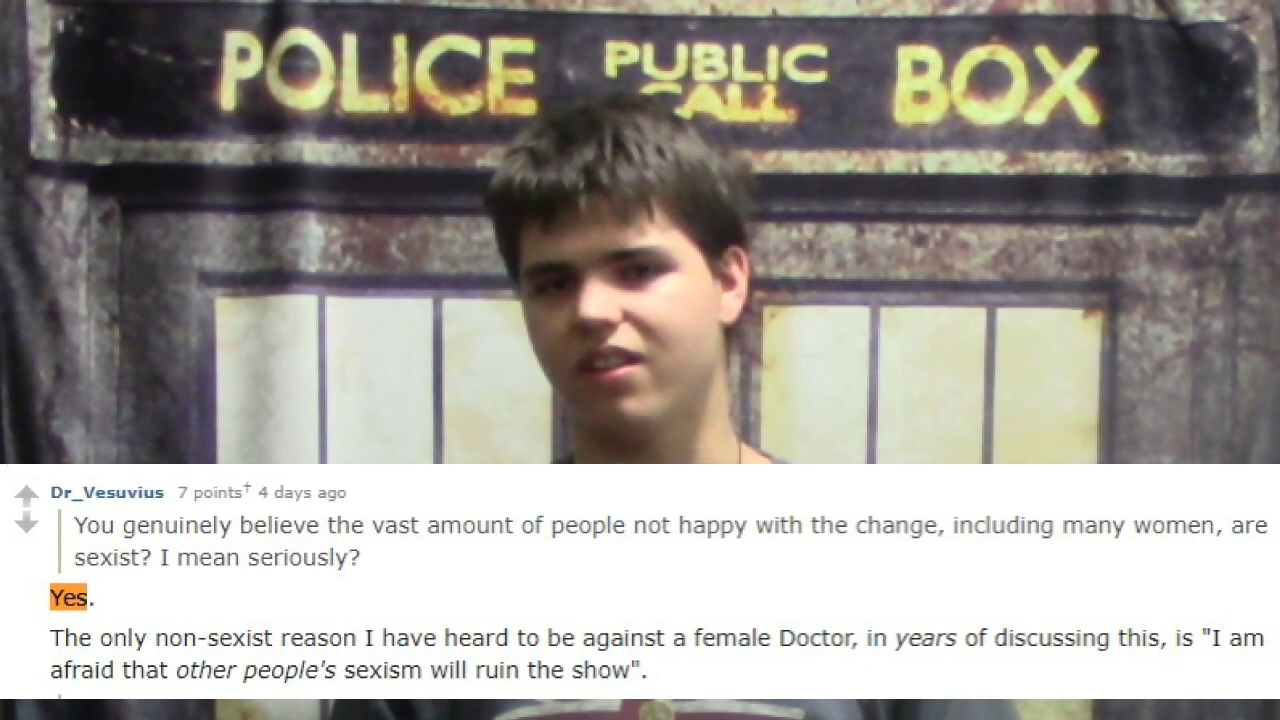 POLICE PUBLIC CALL BOX
Dr_Vesuvius 7 points† 4 days ago
You genuinely believe the vast amount of people not happy with the change, including many women, are
sexist? I mean seriously?
Yes.
The only non-sexist reason I have heard to be against a female Doctor, in years of discussing this, is "I am
afraid that other people's sexism will ruin the show".